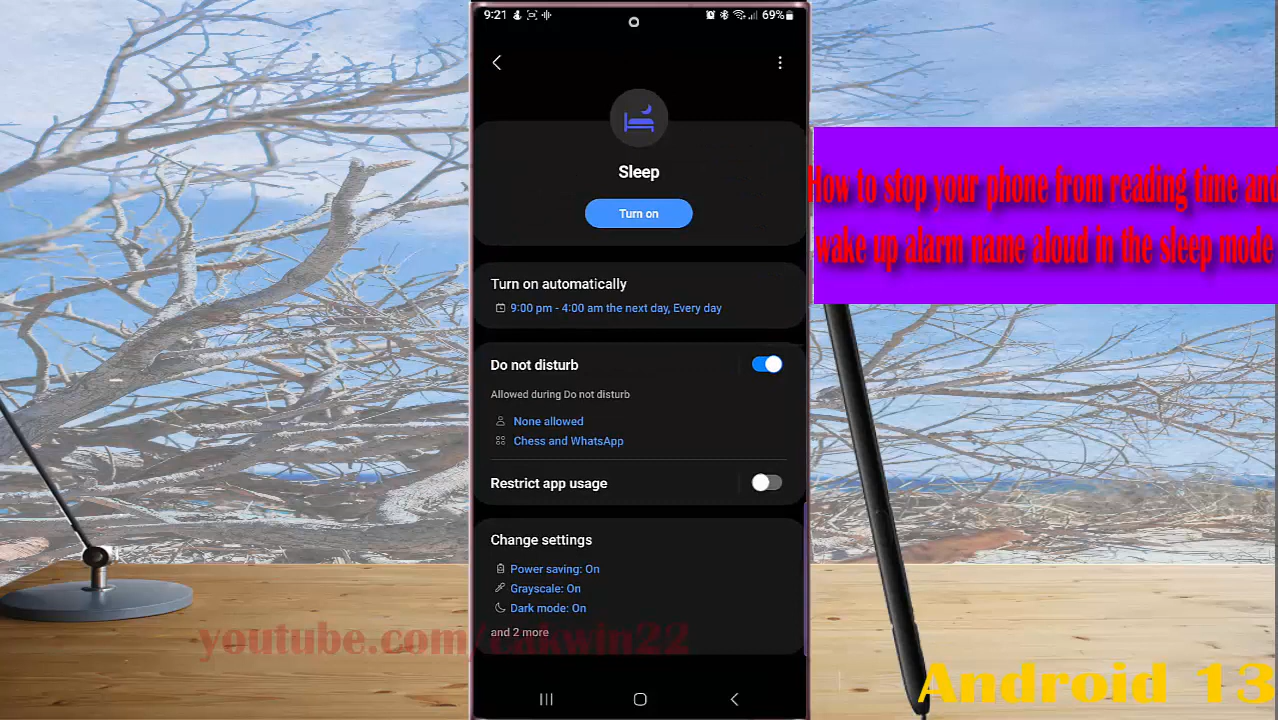 9:21
69%
Sleep
Turn on
Turn on automatically
9:00 pm - 4:00 am the next day, Every day
Do not disturb
Allowed during Do not disturb
None allowed
Chess and WhatsApp
Restrict app usage
Change settings
Power saving: On
Grayscale: On
Dark mode: On
and 2 more
How to stop your phone from reading time and
wake up alarm name aloud in the sleep mode
youtube.com/cakwin22
Android 13